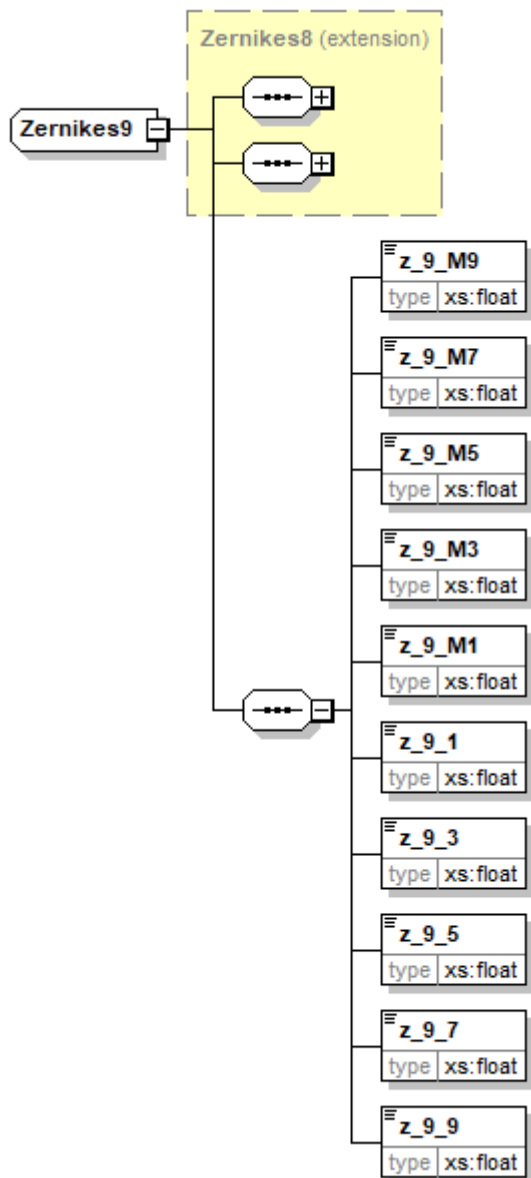 Zernikes8 (extension)
Zernikes9
z_9_M9
type xs:float
z_9_M7
type xs:float
z_9_M5
type xs:float
z_9_M3
type xs:float
z_9_M1
type xs:float
z_9_1
type xs:float
z_9_3
type xs:float
z_9_5
type xs:float
z_9_7
type xs:float
z_9_9
type xs:float